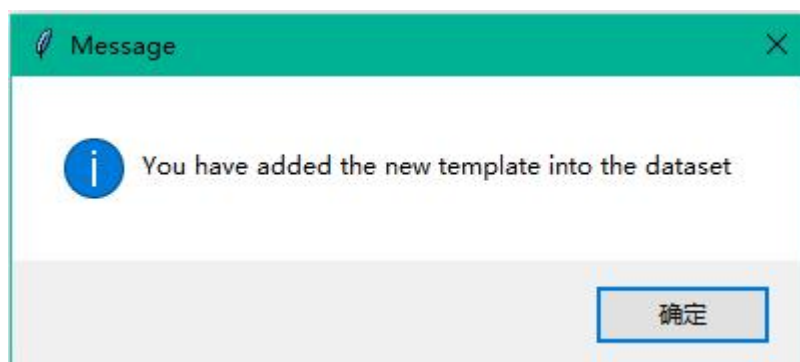 Message
You have added the new template into the dataset
确定